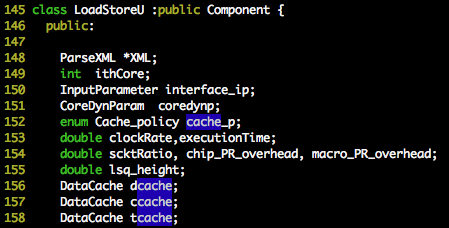 145 class LoadStoreU :public Component {
146   public:
147
148     ParseXML *XML;
149     int  ithCore;
150     InputParameter interface_ip;
151     CoreDynParam  coredynp;
152     enum Cache_policy cache_p;
153     double clockRate,executionTime;
154     double scktRatio, chip_PR_overhead, macro_PR_overhead;
155     double lsq_height;
156     DataCache dcache;
157     DataCache ccache;
158     DataCache tcache;